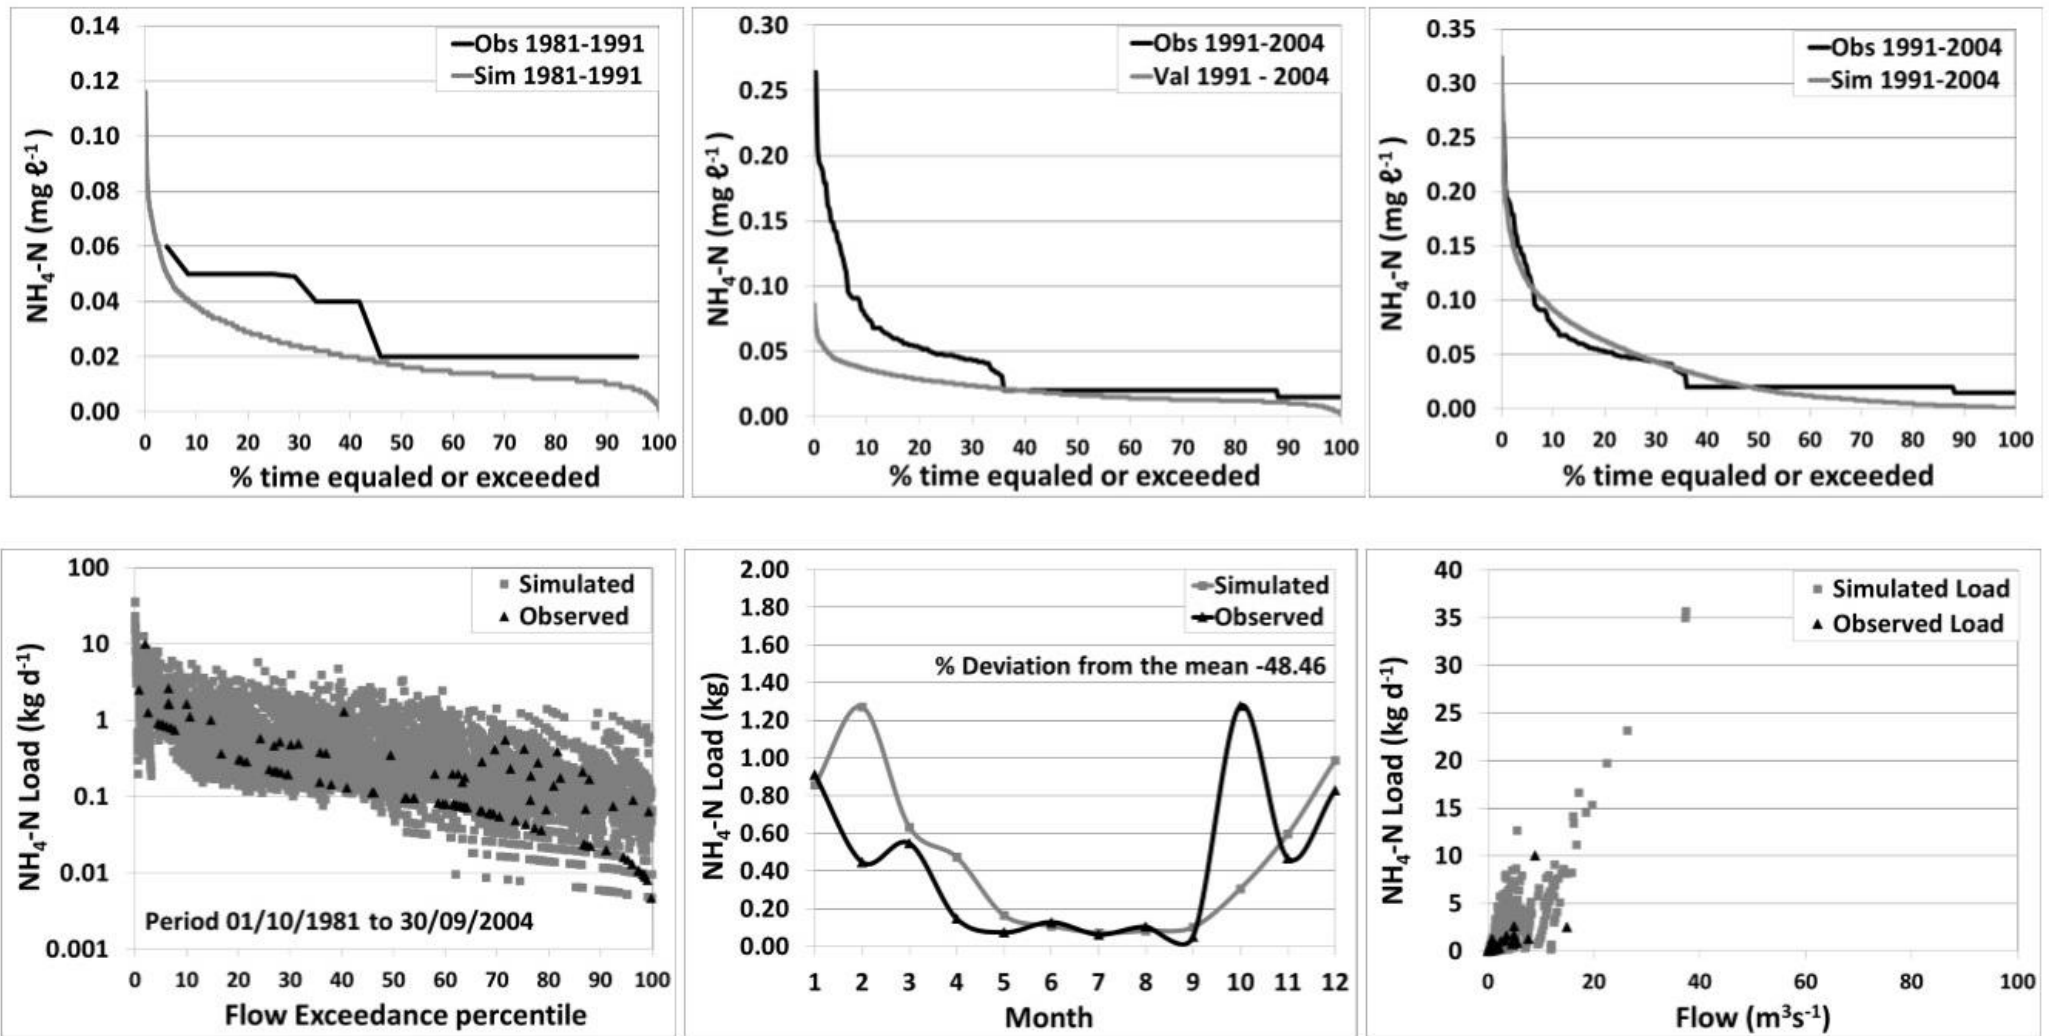 0.14
0.12
0.10
0.08
0.06
0.04
0.02
0.00
NH₄-N (mg ℓ⁻¹ )
Obs 1981-1991
Sim 1981-1991
0 10 20 30 40 50 60 70 80 90 100
% time equaled or exceeded
0.30
0.25
0.20
0.15
0.10
0.05
0.00
NH₄-N (mg ℓ⁻¹ )
Obs 1991-2004
Val 1991 - 2004
0 10 20 30 40 50 60 70 80 90 100
% time equaled or exceeded
0.35
0.30
0.25
0.20
0.15
0.10
0.05
0.00
NH₄-N (mg ℓ⁻¹ )
Obs 1991-2004
Sim 1991-2004
0 10 20 30 40 50 60 70 80 90 100
% time equaled or exceeded
100
10
1
0.1
0.01
0.001
NH₄-N Load (kg d⁻¹)
Simulated
Observed
Period 01/10/1981 to 30/09/2004
0 10 20 30 40 50 60 70 80 90 100
Flow Exceedance percentile
2.00
1.80
1.60
1.40
1.20
1.00
0.80
0.60
0.40
0.20
0.00
NH₄-N Load (kg)
Simulated
Observed
% Deviation from the mean -48.46
1 2 3 4 5 6 7 8 9 10 11 12
Month
40
35
30
25
20
15
10
5
0
NH₄-N Load (kg d⁻¹)
Simulated Load
Observed Load
0 20 40 60 80 100
Flow (m³s⁻¹)